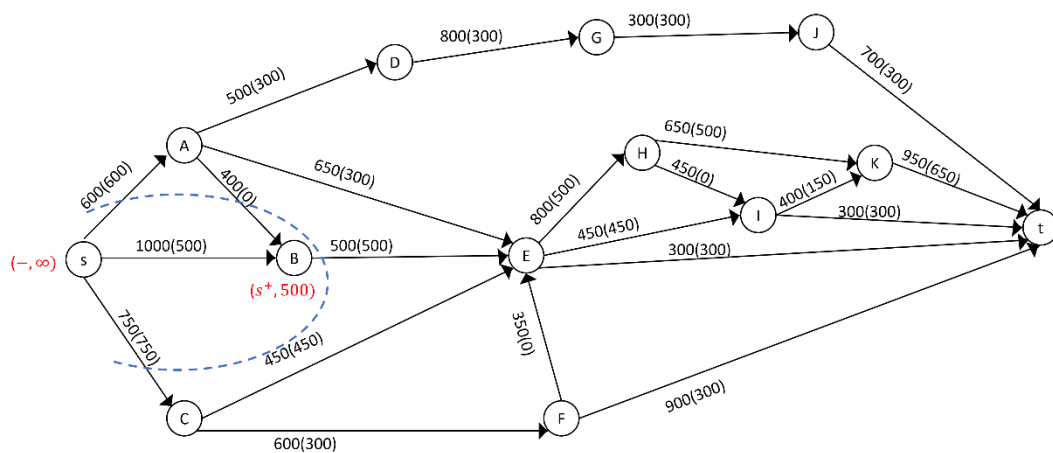 300(300)
J
800(300)
G
D
700(300)
500(300)
650(500)
A
H
K
950(650)
650(300)
450(0)
400(150)
600(600)
400(0)
800(500)
I
300(300)
450(450)
t
(−,∞)
s
1000(500)
B
500(500)
E
300(300)
(s⁺,500)
750(750)
450(450)
350(0)
900(300)
C
F
600(300)